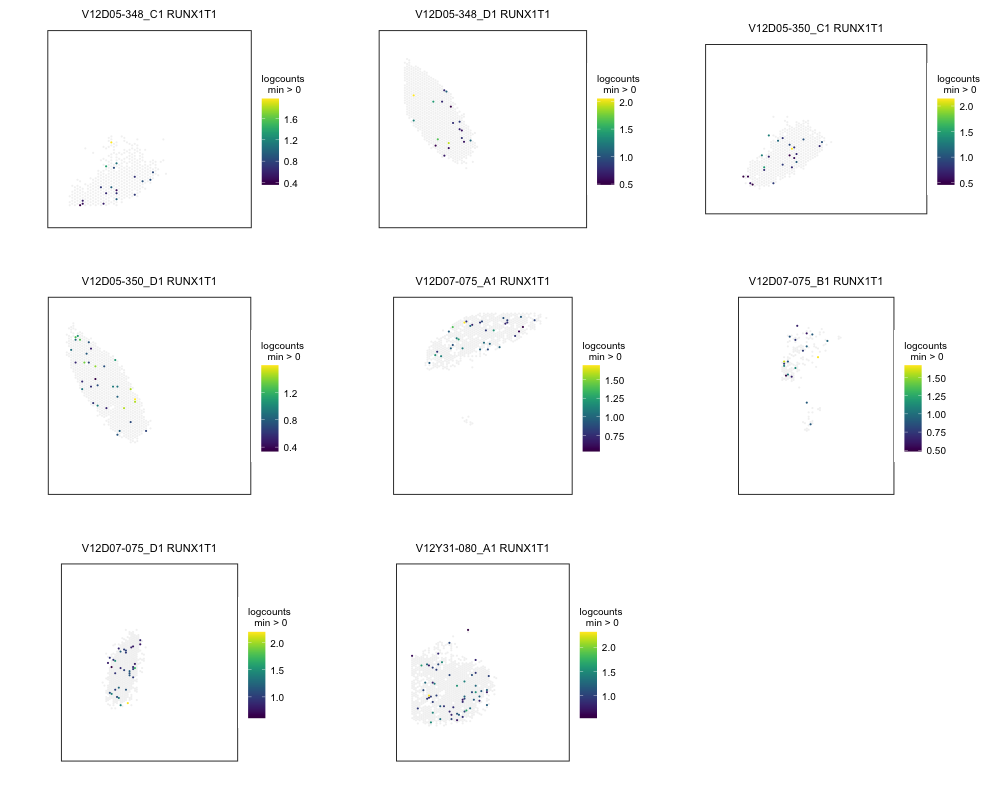 V12D05-348_C1 RUNX1T1
logcounts
min > 0
1.6
1.2
0.8
0.4
V12D05-348_D1 RUNX1T1
logcounts
min > 0
2.0
1.5
1.0
0.5
V12D05-350_C1 RUNX1T1
logcounts
min > 0
2.0
1.5
1.0
0.5
V12D05-350_D1 RUNX1T1
logcounts
min > 0
1.2
0.8
0.4
V12D07-075_A1 RUNX1T1
logcounts
min > 0
1.50
1.25
1.00
0.75
V12D07-075_B1 RUNX1T1
logcounts
min > 0
1.50
1.25
1.00
0.75
0.50
V12D07-075_D1 RUNX1T1
logcounts
min > 0
2.0
1.5
1.0
V12Y31-080_A1 RUNX1T1
logcounts
min > 0
2.0
1.5
1.0